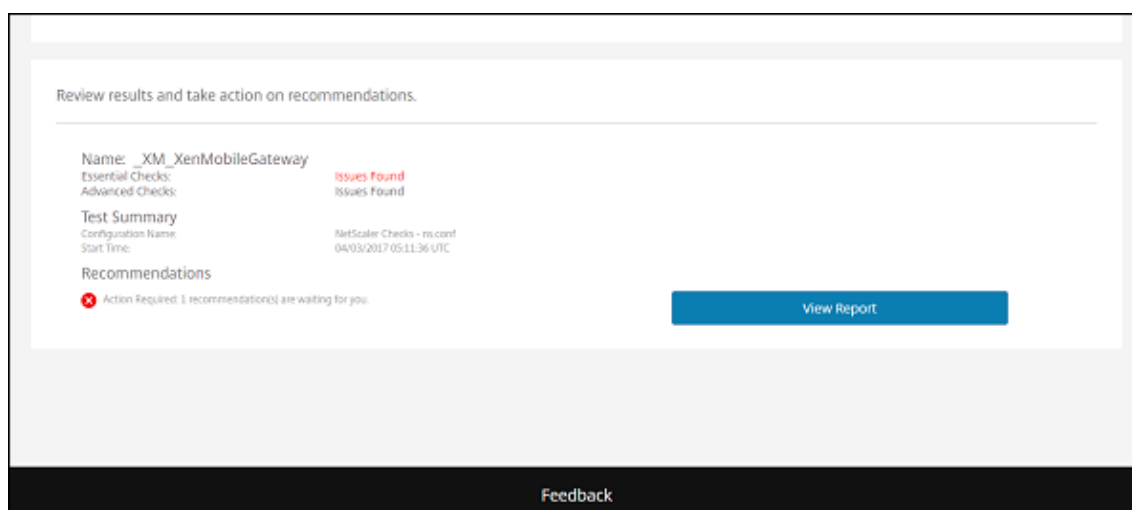 Review results and take action on recommendations.
Name: _XM_XenMobileGateway
Essential Checks: Issues Found
Advanced Checks: Issues Found
Test Summary
Configuration Name: NetScaler Checks - ns.conf
Start Time: 04/03/2017 05:11:36 UTC
Recommendations
Action Required: 1 recommendation(s) are waiting for you.
View Report
Feedback